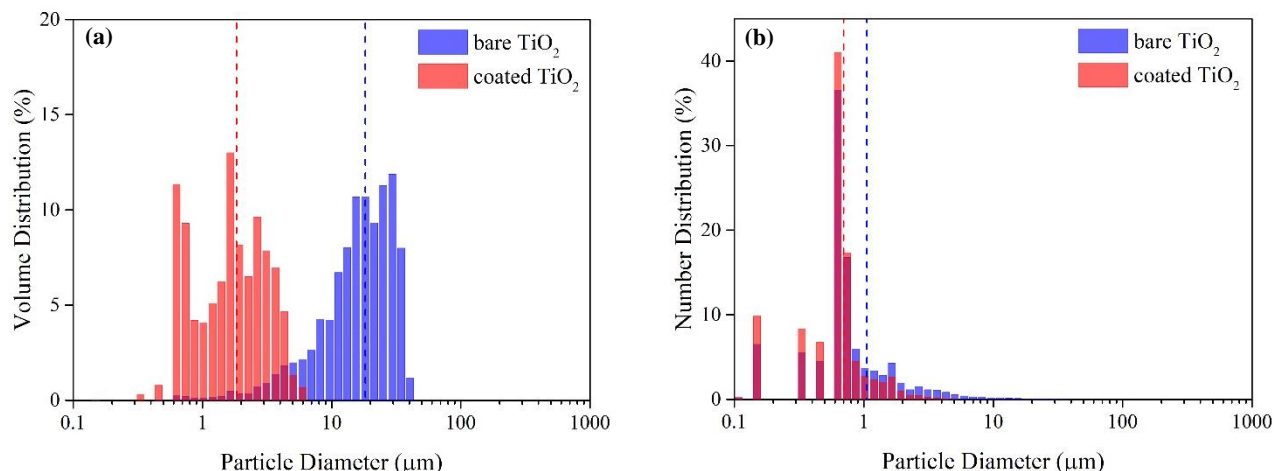 (a)
bare TiO₂
coated TiO₂
20
15
10
5
0
Volume Distribution (%)
0.1 1 10 100 1000
Particle Diameter (μm)
(b)
bare TiO₂
coated TiO₂
40
30
20
10
0
Number Distribution (%)
0.1 1 10 100 1000
Particle Diameter (μm)